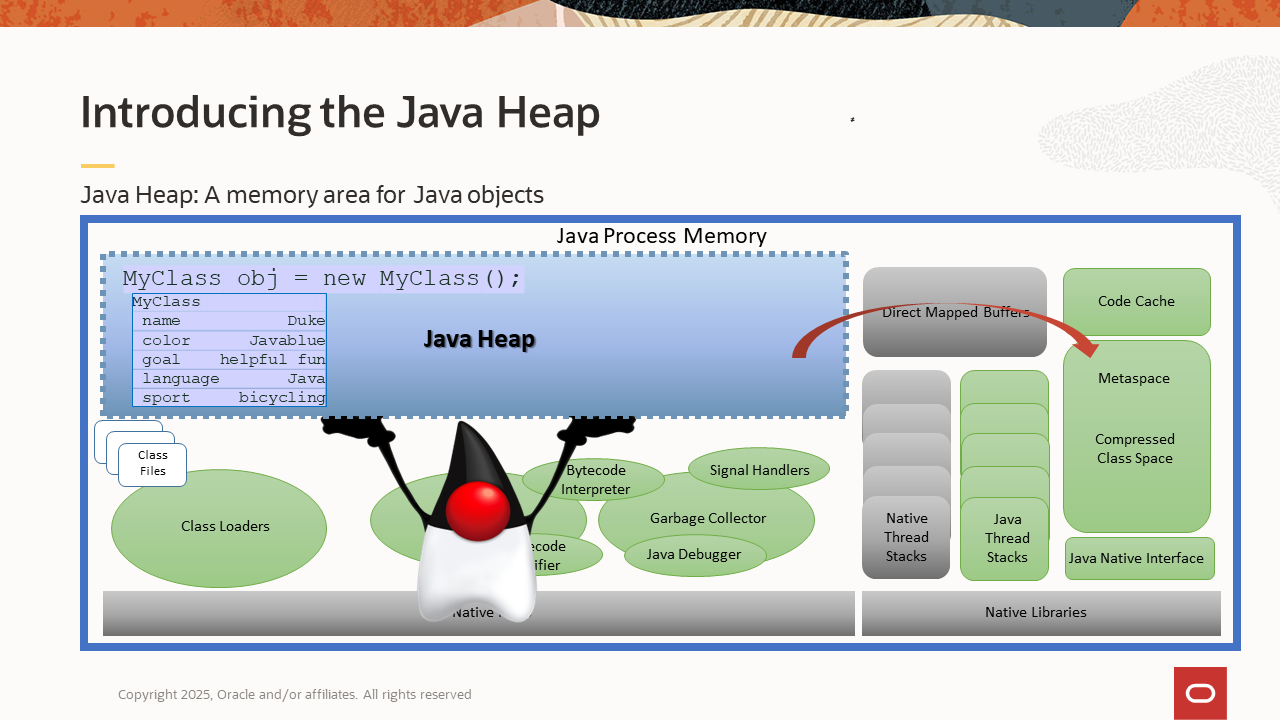 Introducing the Java Heap
Java Heap: A memory area for Java objects
Java Process Memory
MyClass obj = new MyClass();
MyClass
name Duke
color Javablue
goal helpful fun
language Java
sport bicycling
Java Heap
Direct Mapped Buffers
Code Cache
Metaspace
Compressed
Class Space
Class
Files
Class Loaders
Bytecode
Interpreter
Signal Handlers
Garbage Collector
Java Debugger
Native
Thread
Stacks
Java
Thread
Stacks
Java Native Interface
Native
Native Libraries
Copyright 2025, Oracle and/or affiliates. All rights reserved